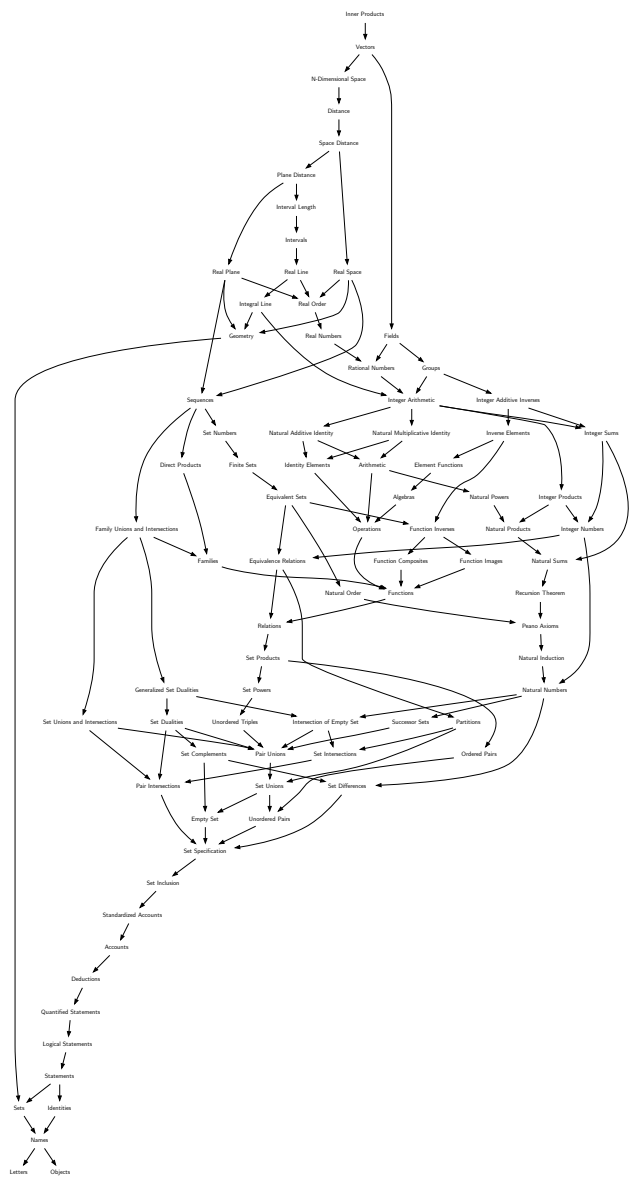 Inner Products
Vectors
N-Dimensional Space
Distance
Space Distance
Plane Distance
Interval Length
Intervals
Real Plane
Real Line
Real Space
Integral Line
Real Order
Geometry
Real Numbers
Fields
Rational Numbers
Groups
Sequences
Integer Arithmetic
Integer Additive Inverses
Set Numbers
Natural Additive Identity
Natural Multiplicative Identity
Inverse Elements
Integer Sums
Direct Products
Finite Sets
Identity Elements
Arithmetic
Element Functions
Equivalent Sets
Algebras
Natural Powers
Integer Products
Family Unions and Intersections
Operations
Function Inverses
Natural Products
Integer Numbers
Families
Equivalence Relations
Function Composites
Function Images
Natural Sums
Natural Order
Functions
Recursion Theorem
Relations
Peano Axioms
Set Products
Natural Induction
Generalized Set Dualities
Set Powers
Natural Numbers
Set Unions and Intersections
Set Dualities
Unordered Triples
Intersection of Empty Set
Successor Sets
Partitions
Set Complements
Pair Unions
Set Intersections
Ordered Pairs
Pair Intersections
Set Unions
Set Differences
Empty Set
Unordered Pairs
Set Specification
Set Inclusion
Standardized Accounts
Accounts
Deductions
Quantified Statements
Logical Statements
Statements
Sets
Identities
Names
Letters
Objects